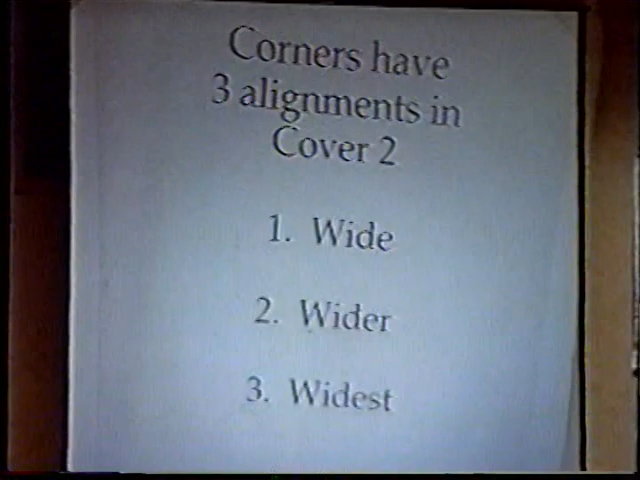 Corners have
3 alignments in
Cover 2
1. Wide
2. Wider
3. Widest